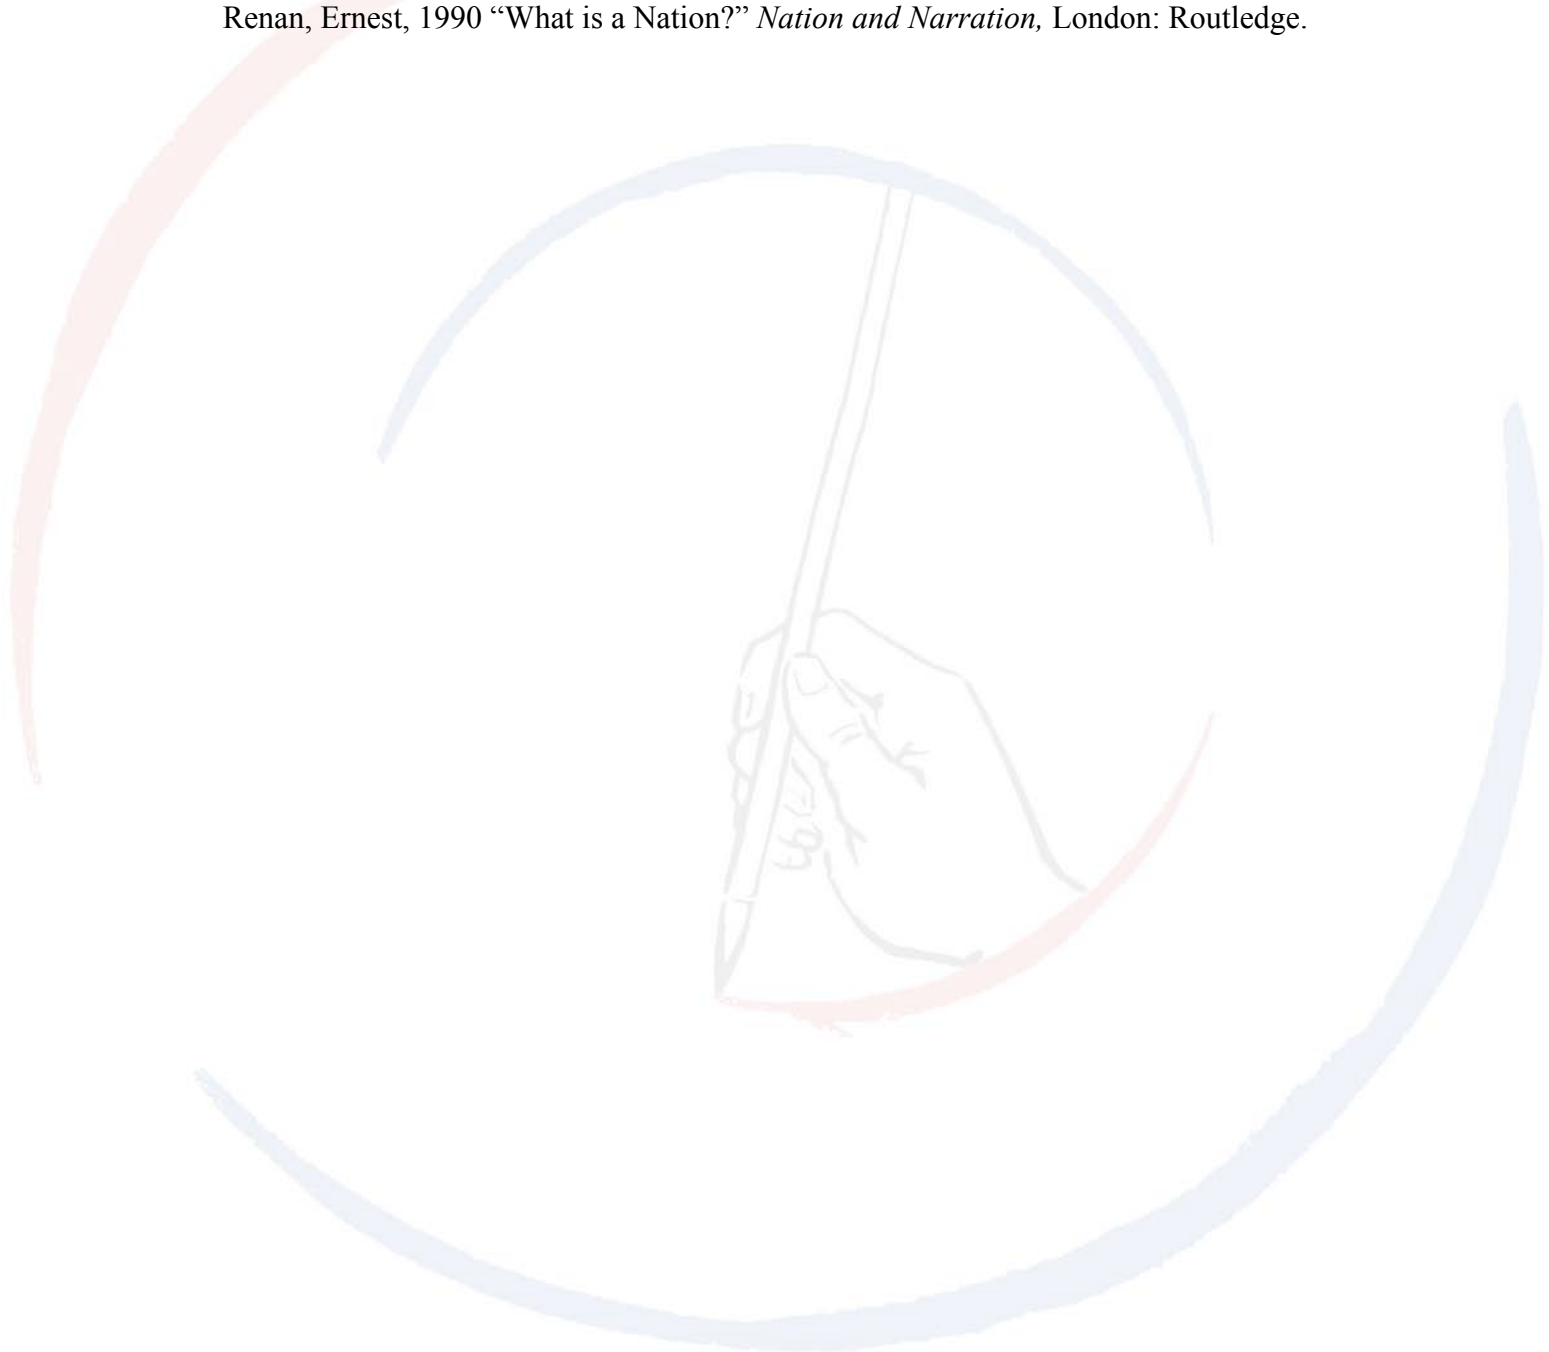 Renan, Ernest, 1990 “What is a Nation?” Nation and Narration, London: Routledge.